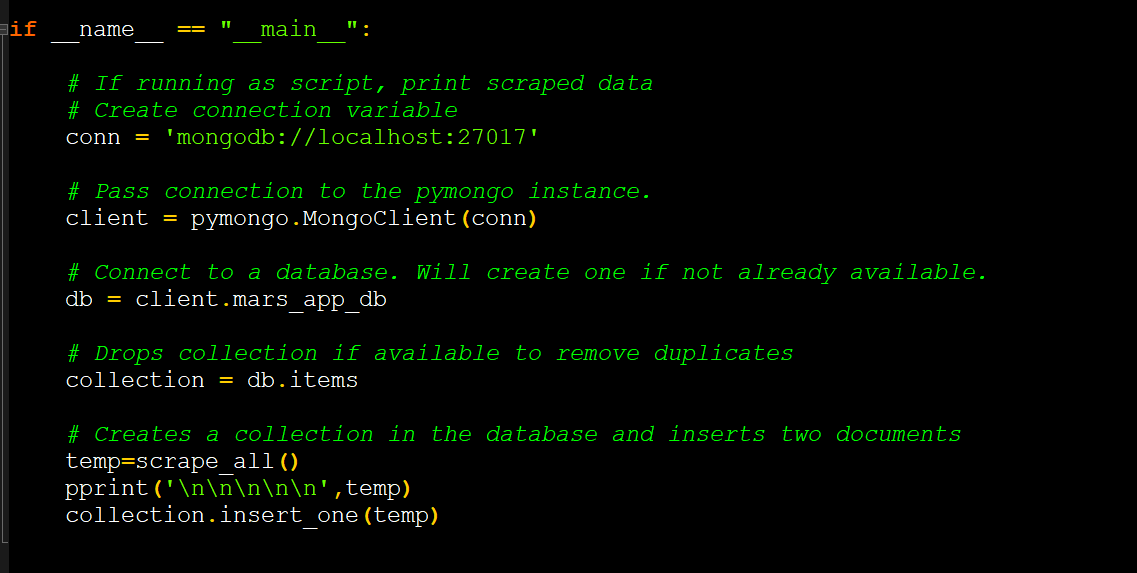 if __name__ == "__main__":
# If running as script, print scraped data
# Create connection variable
conn = 'mongodb://localhost:27017'
# Pass connection to the pymongo instance.
client = pymongo.MongoClient(conn)
# Connect to a database. Will create one if not already available.
db = client.mars_app_db
# Drops collection if available to remove duplicates
collection = db.items
# Creates a collection in the database and inserts two documents
temp=scrape_all()
pprint('\n\n\n\n\n',temp)
collection.insert_one(temp)